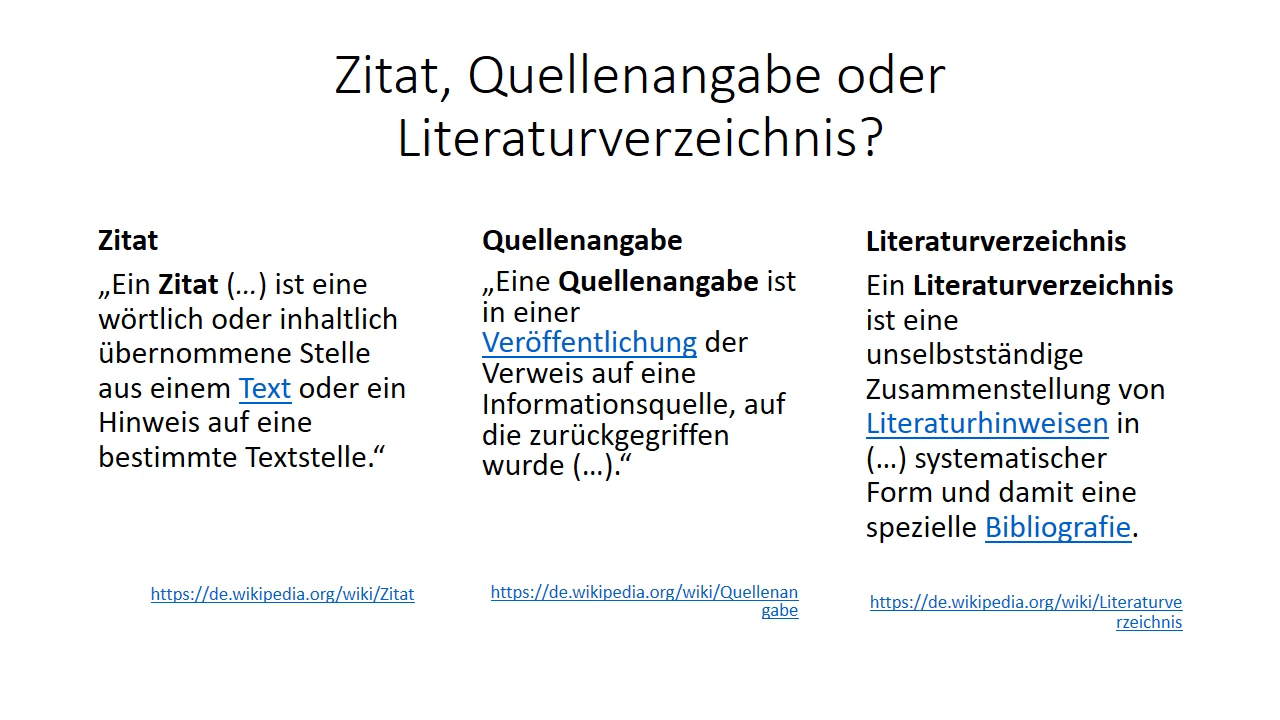 Zitat, Quellenangabe oder
Literaturverzeichnis?
Zitat
„Ein Zitat (…) ist eine
wörtlich oder inhaltlich
übernommene Stelle
aus einem Text oder ein
Hinweis auf eine
bestimmte Textstelle.“
https://de.wikipedia.org/wiki/Zitat
Quellenangabe
„Eine Quellenangabe ist
in einer
Veröffentlichung der
Verweis auf eine
Informationsquelle, auf
die zurückgegriffen
wurde (…).“
https://de.wikipedia.org/wiki/Quellenan
gabe
Literaturverzeichnis
Ein Literaturverzeichnis
ist eine
unselbstständige
Zusammenstellung von
Literaturhinweisen in
(…) systematischer
Form und damit eine
spezielle Bibliografie.
https://de.wikipedia.org/wiki/Literaturve
rzeichnis